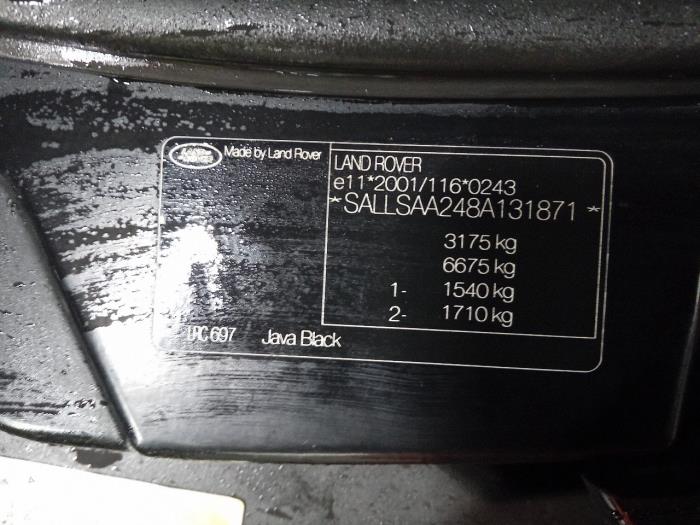 Made by Land Rover
LAND ROVER
e11*2001/116*0243
*SALLSAA248A131871*
3175 kg
6675 kg
1- 1540 kg
2- 1710 kg
LRC 697 Java Black